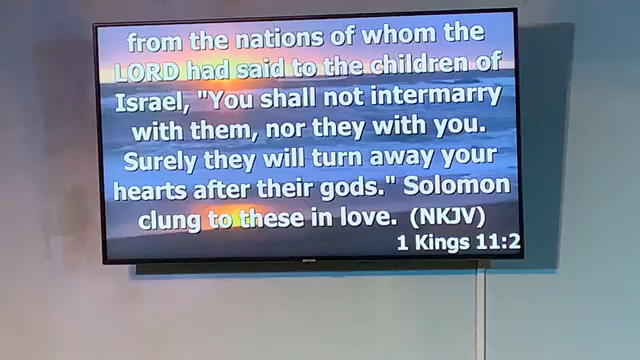 from the nations of whom the
LORD had said to the children of
Israel, "You shall not intermarry
with them, nor they with you.
Surely they will turn away your
hearts after their gods." Solomon
clung to these in love. (NKJV)
1 Kings 11:2